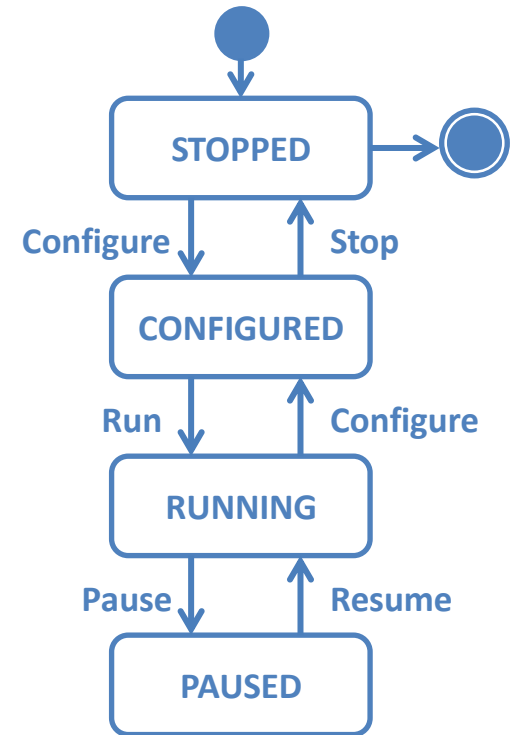 STOPPED
Configure
Stop
CONFIGURED
Run
Configure
RUNNING
Pause
Resume
PAUSED